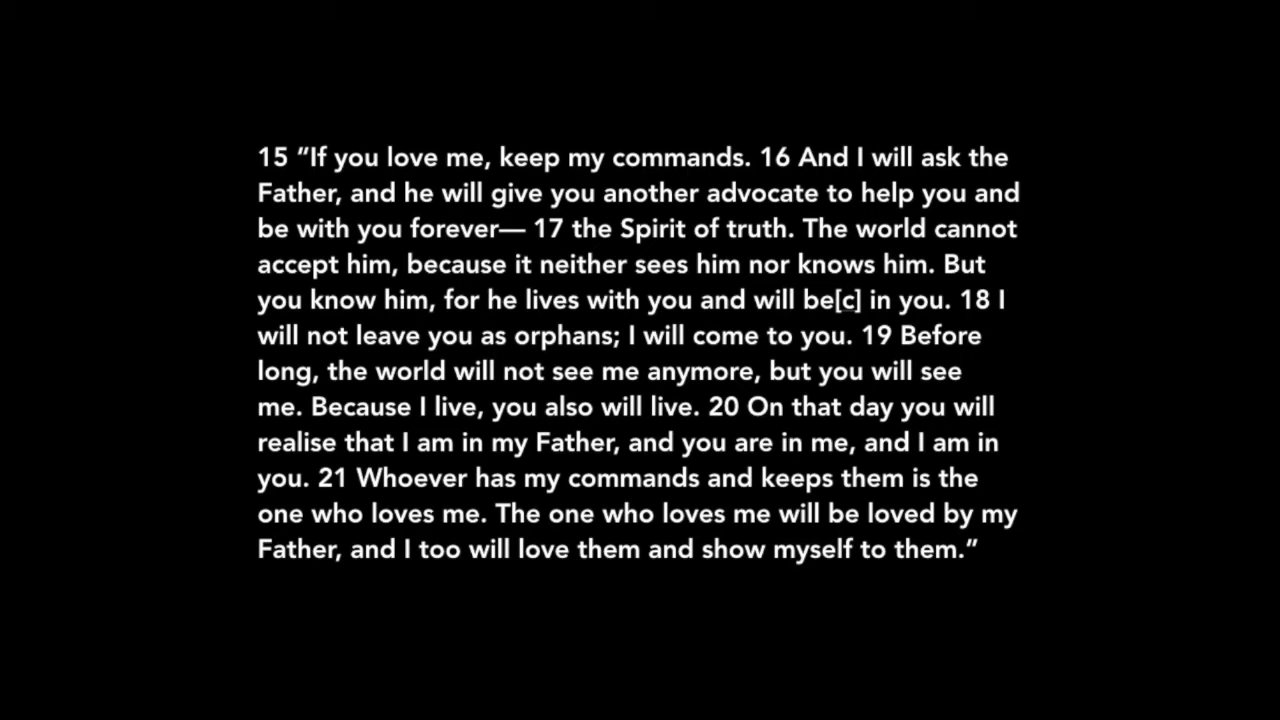 15 “If you love me, keep my commands. 16 And I will ask the
Father, and he will give you another advocate to help you and
be with you forever— 17 the Spirit of truth. The world cannot
accept him, because it neither sees him nor knows him. But
you know him, for he lives with you and will be[c] in you. 18 I
will not leave you as orphans; I will come to you. 19 Before
long, the world will not see me anymore, but you will see
me. Because I live, you also will live. 20 On that day you will
realise that I am in my Father, and you are in me, and I am in
you. 21 Whoever has my commands and keeps them is the
one who loves me. The one who loves me will be loved by my
Father, and I too will love them and show myself to them.”